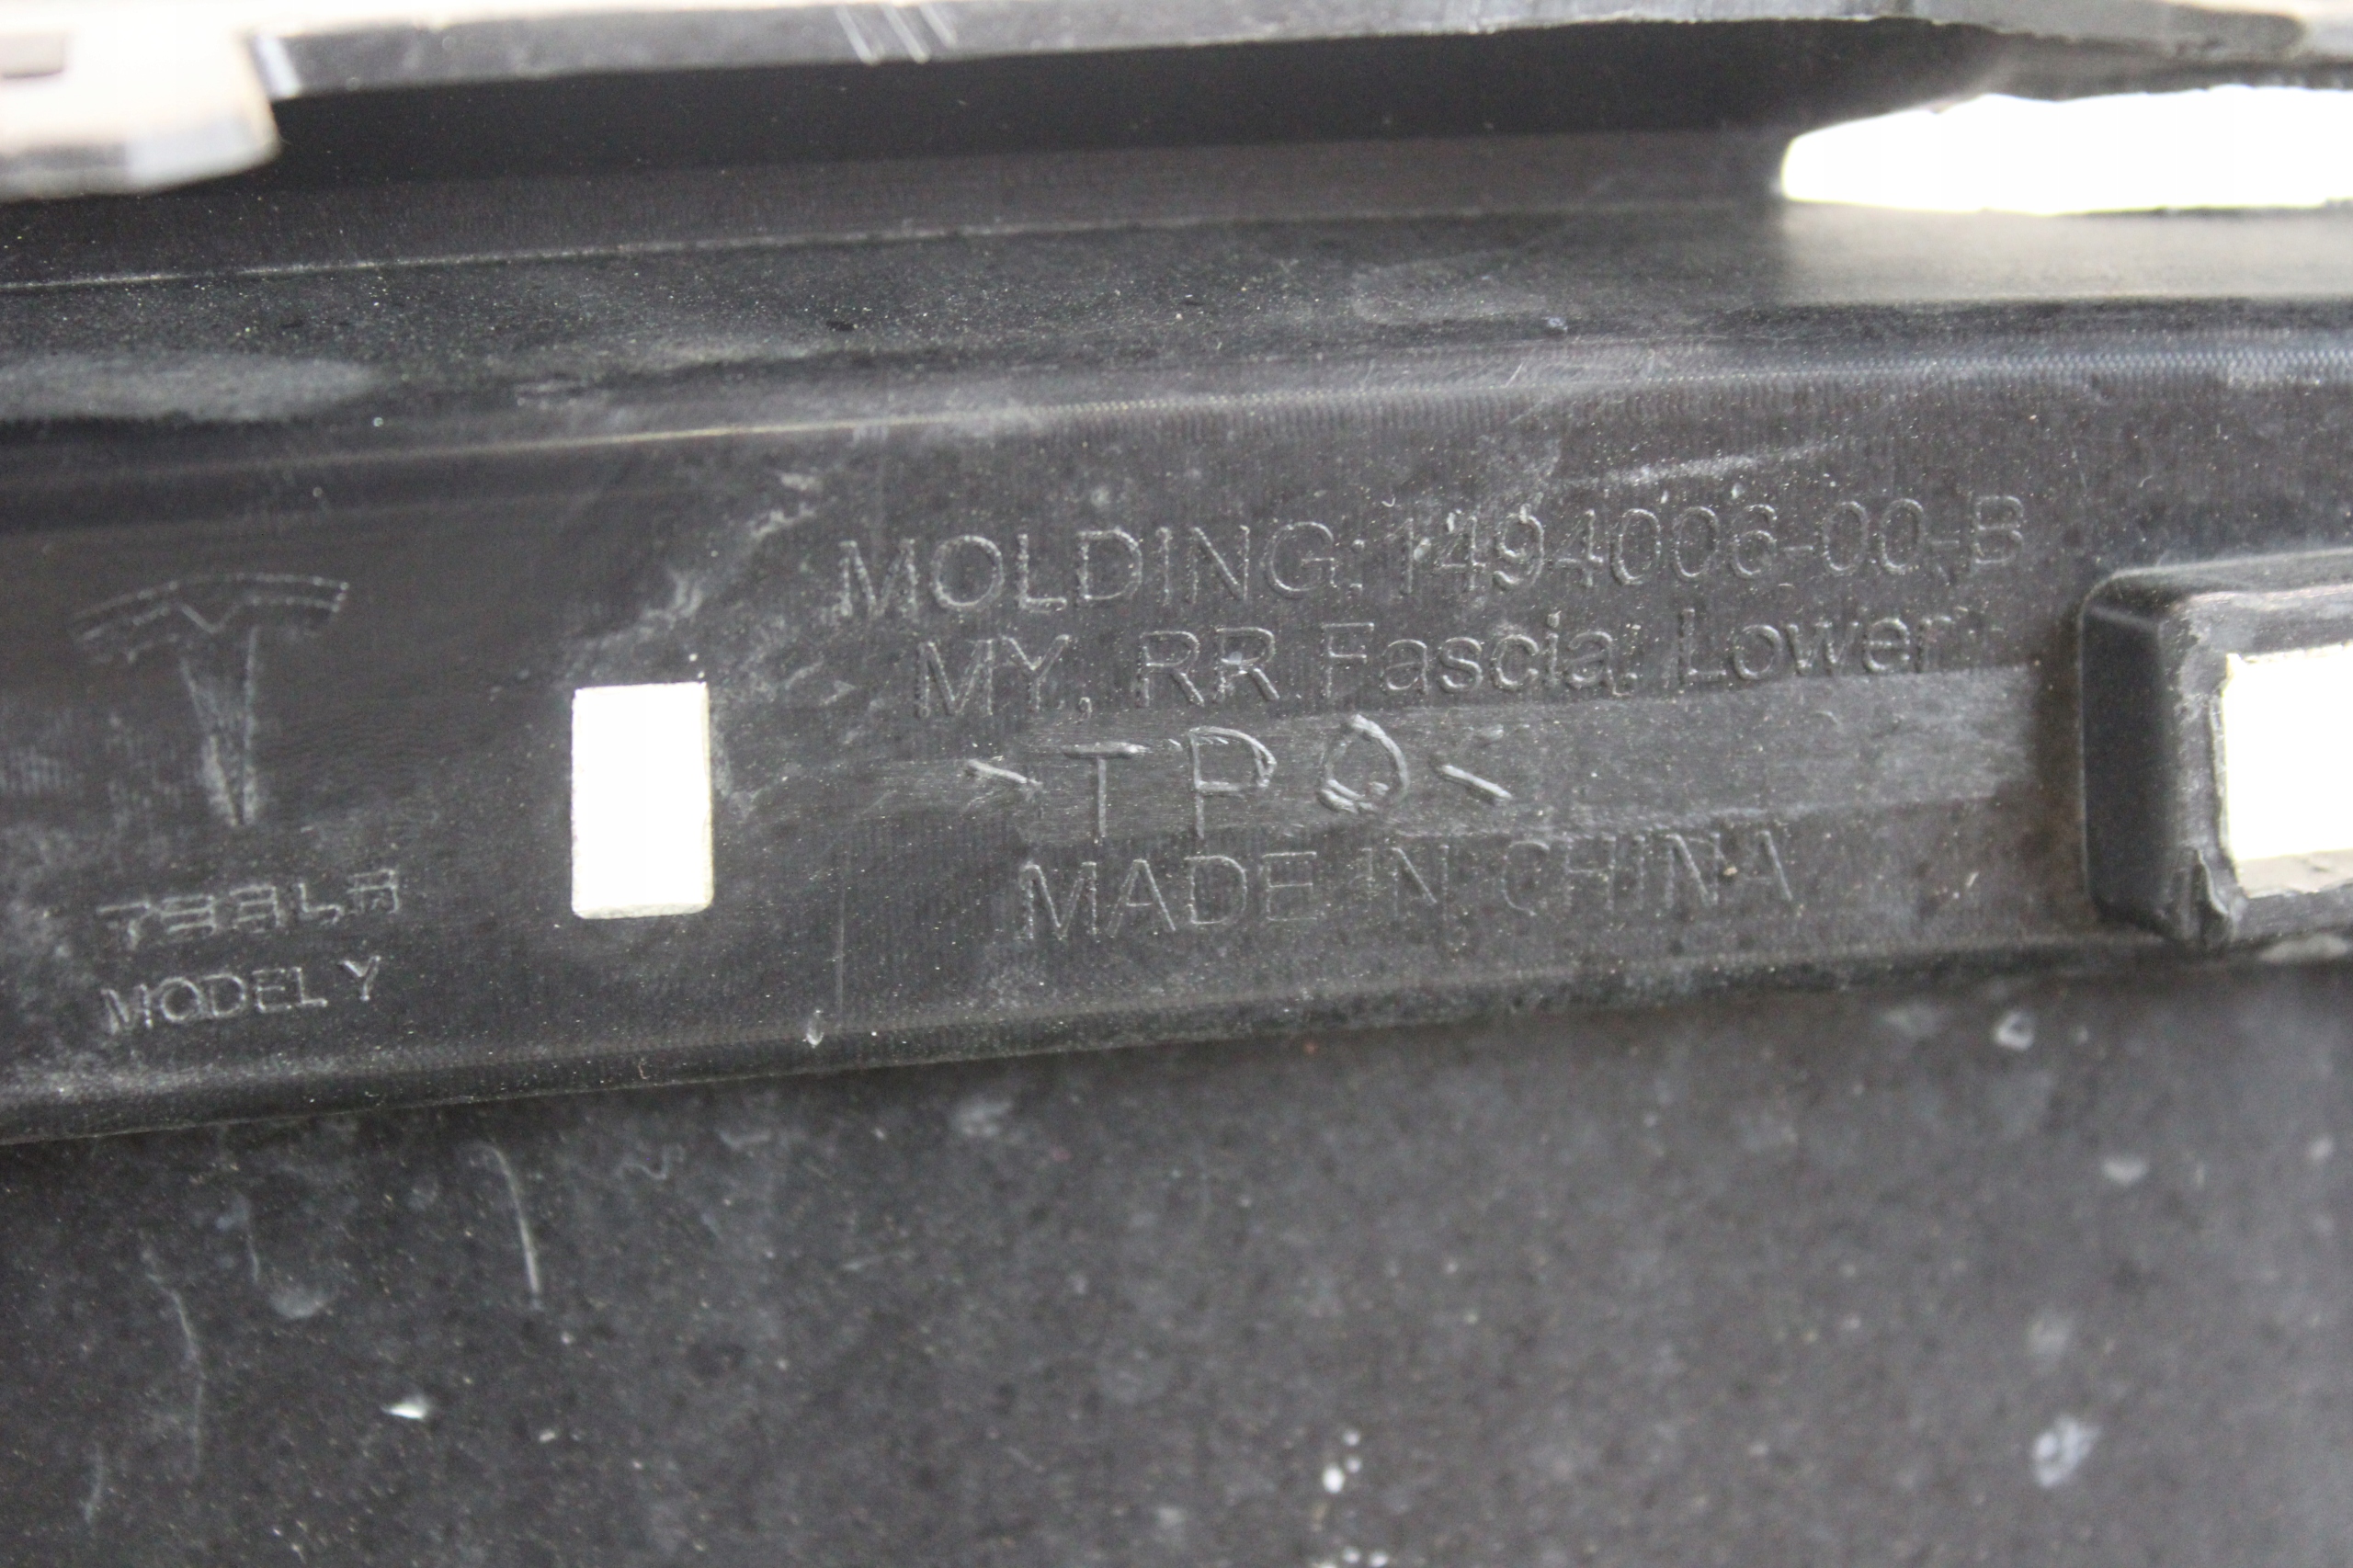 TESLA
MODEL Y
MOLDING: 1494006-00-B
MY, RR Fascia, Lower
>TPO<
MADE IN CHINA